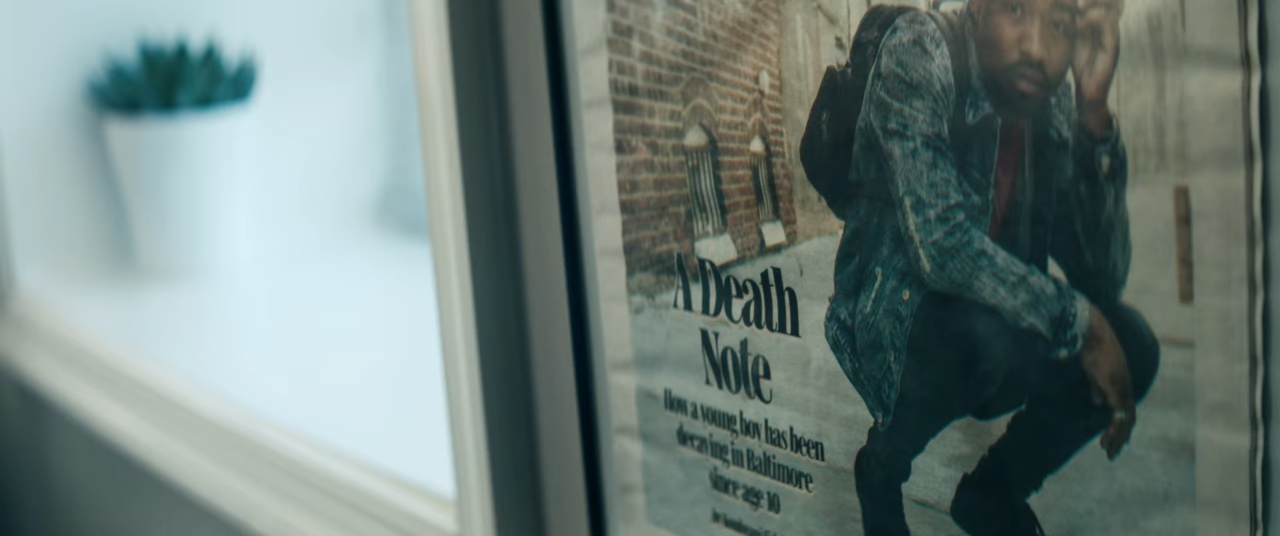 A Death
Note
How a young boy has been
decaying in Baltimore
since age 10